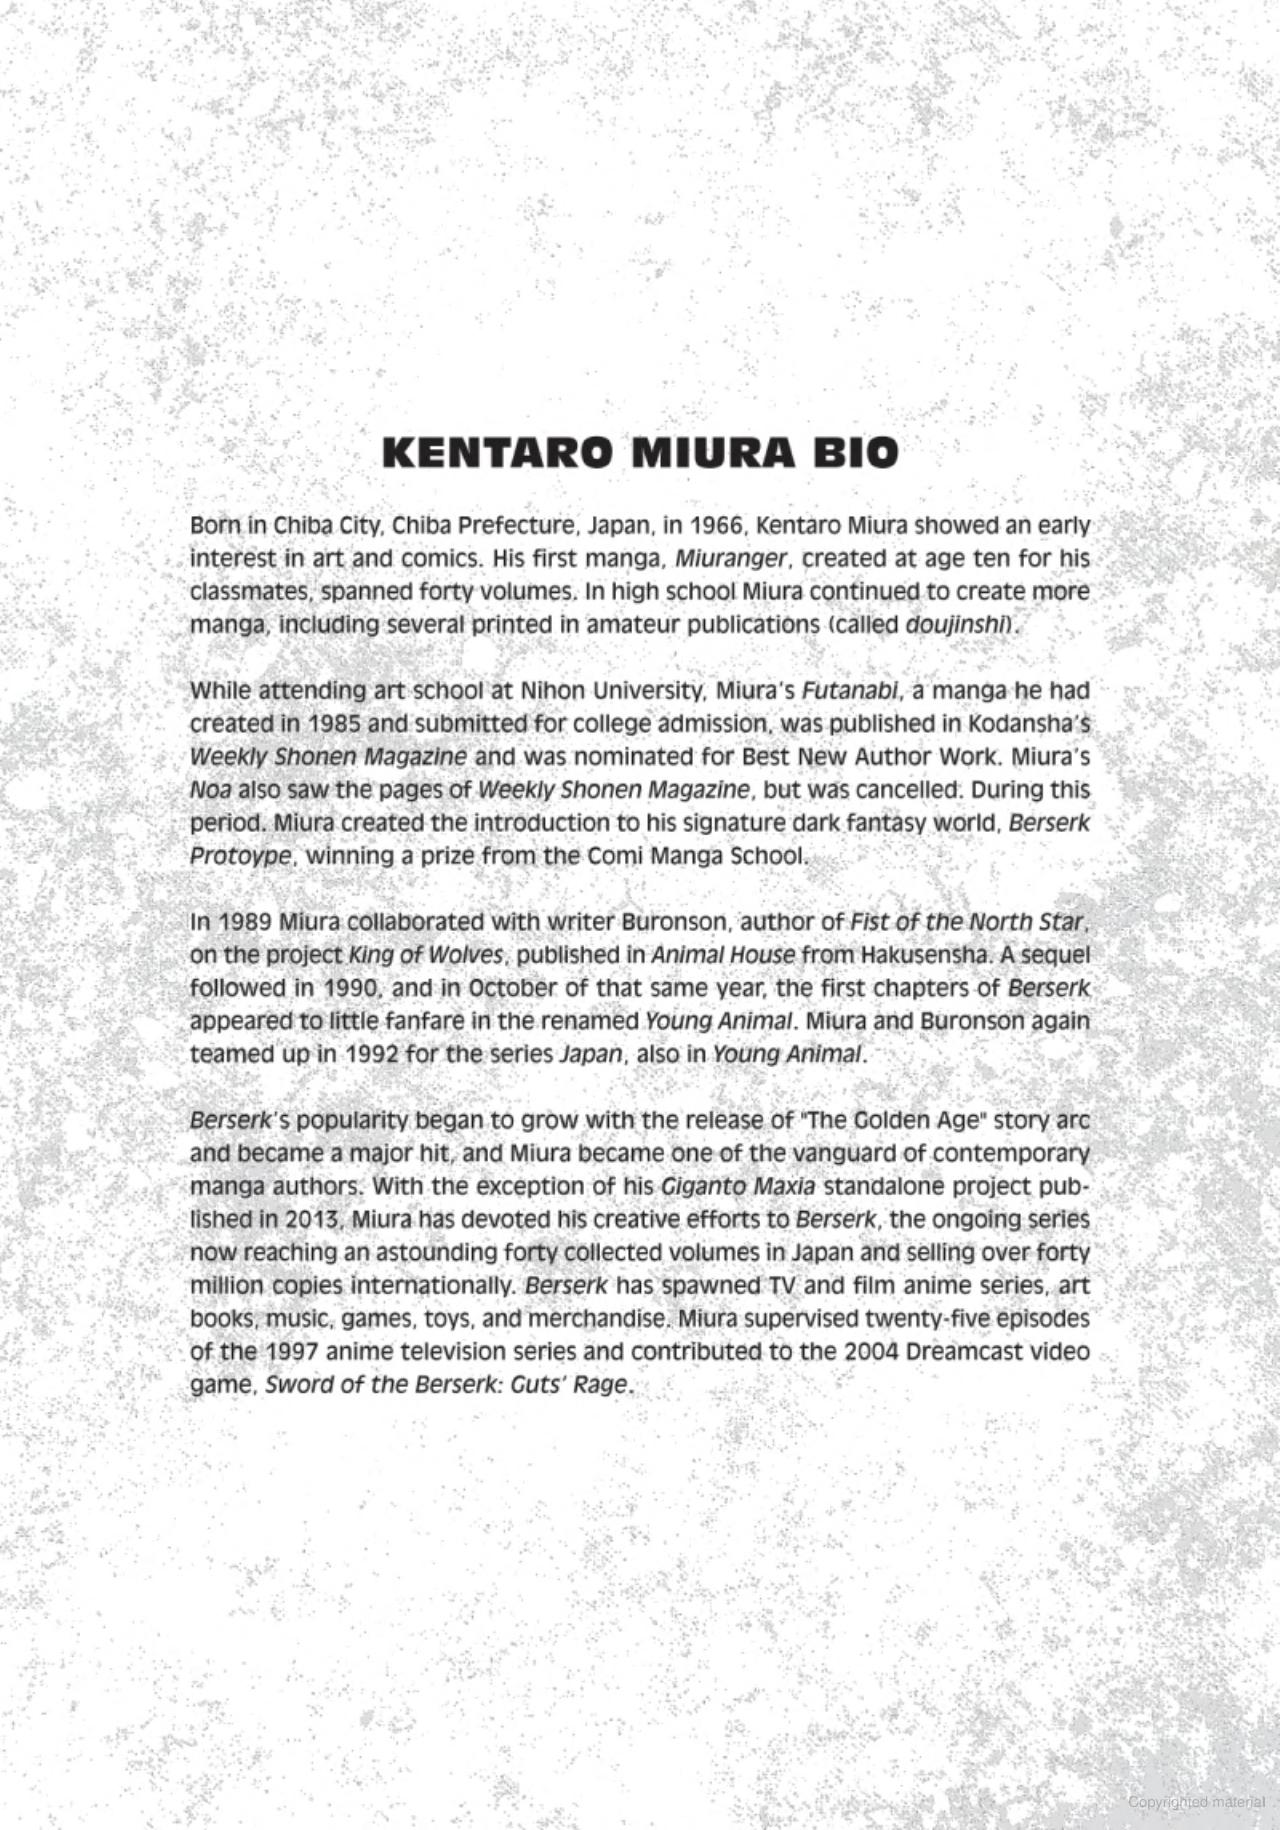 KENTARO MIURA BIO
Born in Chiba City, Chiba Prefecture, Japan, in 1966, Kentaro Miura showed an early
interest in art and comics. His first manga, Miuranger, created at age ten for his
classmates, spanned forty volumes. In high school Miura continued to create more
manga, including several printed in amateur publications (called doujinshi).
While attending art school at Nihon University, Miura's Futanabi, a manga he had
created in 1985 and submitted for college admission, was published in Kodansha's
Weekly Shonen Magazine and was nominated for Best New Author Work. Miura's
Noa also saw the pages of Weekly Shonen Magazine, but was cancelled. During this
period. Miura created the introduction to his signature dark fantasy world, Berserk
Protoype, winning a prize from the Comi Manga School.
In 1989 Miura collaborated with writer Buronson, author of Fist of the North Star,
on the project King of Wolves, published in Animal House from Hakusensha. A sequel
followed in 1990, and in October of that same year, the first chapters of Berserk
appeared to little fanfare in the renamed Young Animal. Miura and Buronson again
teamed up in 1992 for the series Japan, also in Young Animal.
Berserk's popularity began to grow with the release of "The Golden Age" story arc
and became a major hit, and Miura became one of the vanguard of contemporary
manga authors. With the exception of his Giganto Maxia standalone project pub-
lished in 2013, Miura has devoted his creative efforts to Berserk, the ongoing series
now reaching an astounding forty collected volumes in Japan and selling over forty
million copies internationally. Berserk has spawned TV and film anime series, art
books, music, games, toys, and merchandise. Miura supervised twenty-five episodes
of the 1997 anime television series and contributed to the 2004 Dreamcast video
game, Sword of the Berserk: Guts' Rage.
Copyrighted material